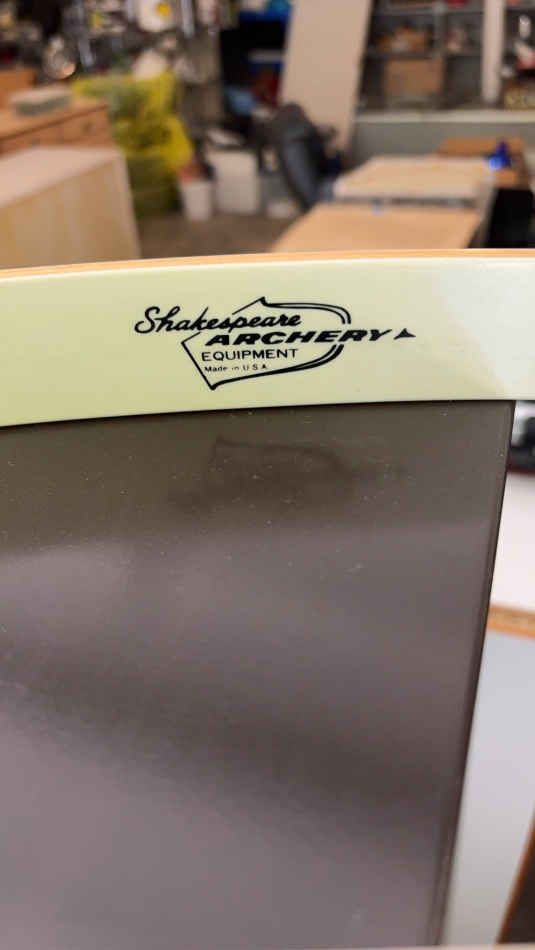 Shakespeare
ARCHERY
EQUIPMENT
Made in U.S.A.